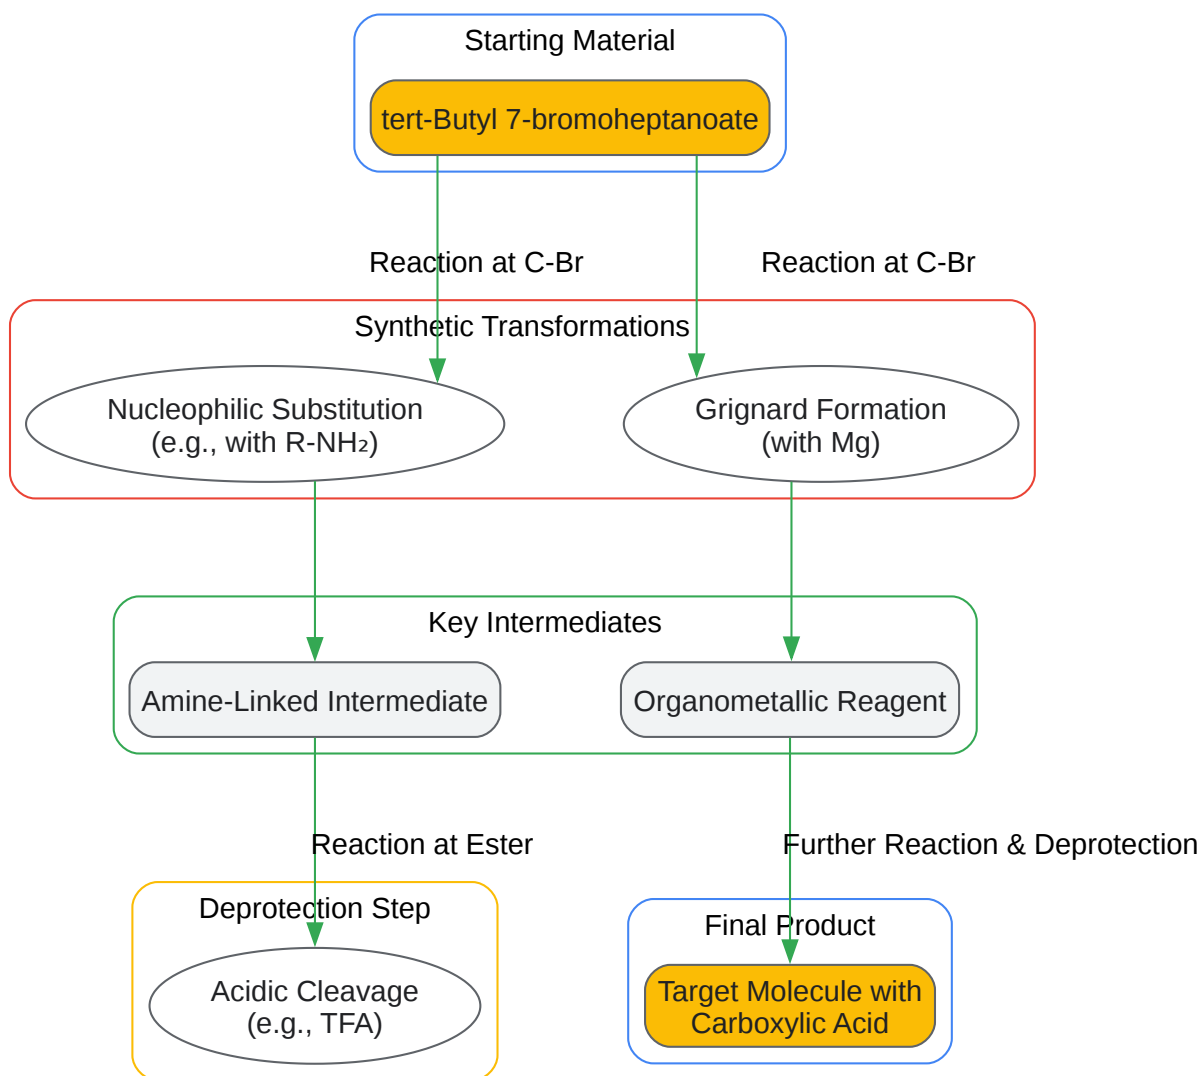 Starting Material
tert-Butyl 7-bromoheptanoate
Reaction at C-Br
Reaction at C-Br
Synthetic Transformations
Nucleophilic Substitution
(e.g., with R-NH₂)
Grignard Formation
(with Mg)
Key Intermediates
Amine-Linked Intermediate
Organometallic Reagent
Reaction at Ester
Further Reaction & Deprotection
Deprotection Step
Acidic Cleavage
(e.g., TFA)
Final Product
Target Molecule with
Carboxylic Acid